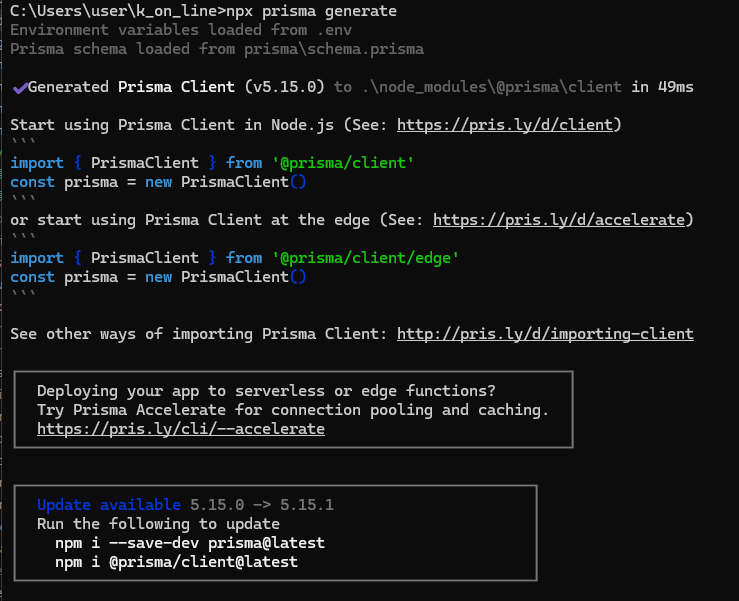 C:\Users\user\k_on_line>npx prisma generate
Environment variables loaded from .env
Prisma schema loaded from prisma\schema.prisma
✔Generated Prisma Client (v5.15.0) to .\node_modules\@prisma\client in 49ms
Start using Prisma Client in Node.js (See: https://pris.ly/d/client)
```
import { PrismaClient } from '@prisma/client'
const prisma = new PrismaClient()
```
or start using Prisma Client at the edge (See: https://pris.ly/d/accelerate)
```
import { PrismaClient } from '@prisma/client/edge'
const prisma = new PrismaClient()
```
See other ways of importing Prisma Client: http://pris.ly/d/importing-client
Deploying your app to serverless or edge functions?
Try Prisma Accelerate for connection pooling and caching.
https://pris.ly/cli/--accelerate
Update available 5.15.0 -> 5.15.1
Run the following to update
npm i --save-dev prisma@latest
npm i @prisma/client@latest